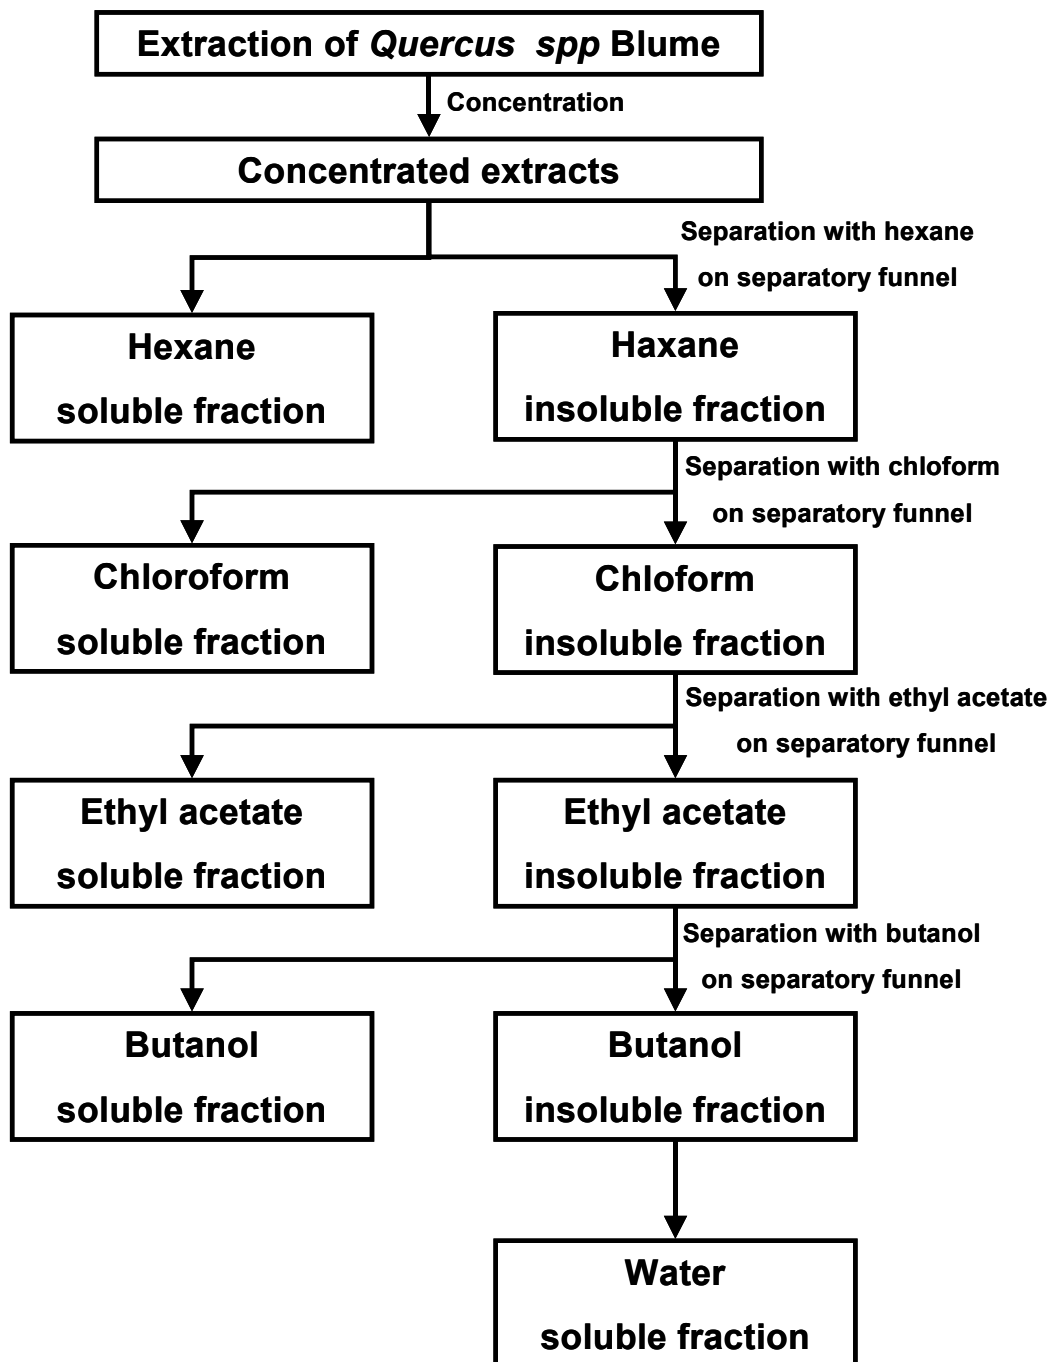 Extraction of Quercus spp Blume
Concentration
Concentrated extracts
Separation with hexane
on separatory funnel
Hexane
soluble fraction
Haxane
insoluble fraction
Separation with chloform
on separatory funnel
Chloroform
soluble fraction
Chloform
insoluble fraction
Separation with ethyl acetate
on separatory funnel
Ethyl acetate
soluble fraction
Ethyl acetate
insoluble fraction
Separation with butanol
on separatory funnel
Butanol
soluble fraction
Butanol
insoluble fraction
Water
soluble fraction